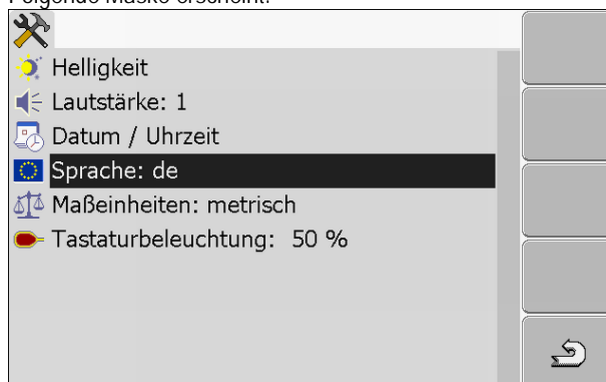 Folgende Maske erscheint:
Helligkeit
Lautstärke: 1
Datum / Uhrzeit
Sprache: de
Maßeinheiten: metrisch
Tastaturbeleuchtung: 50 %